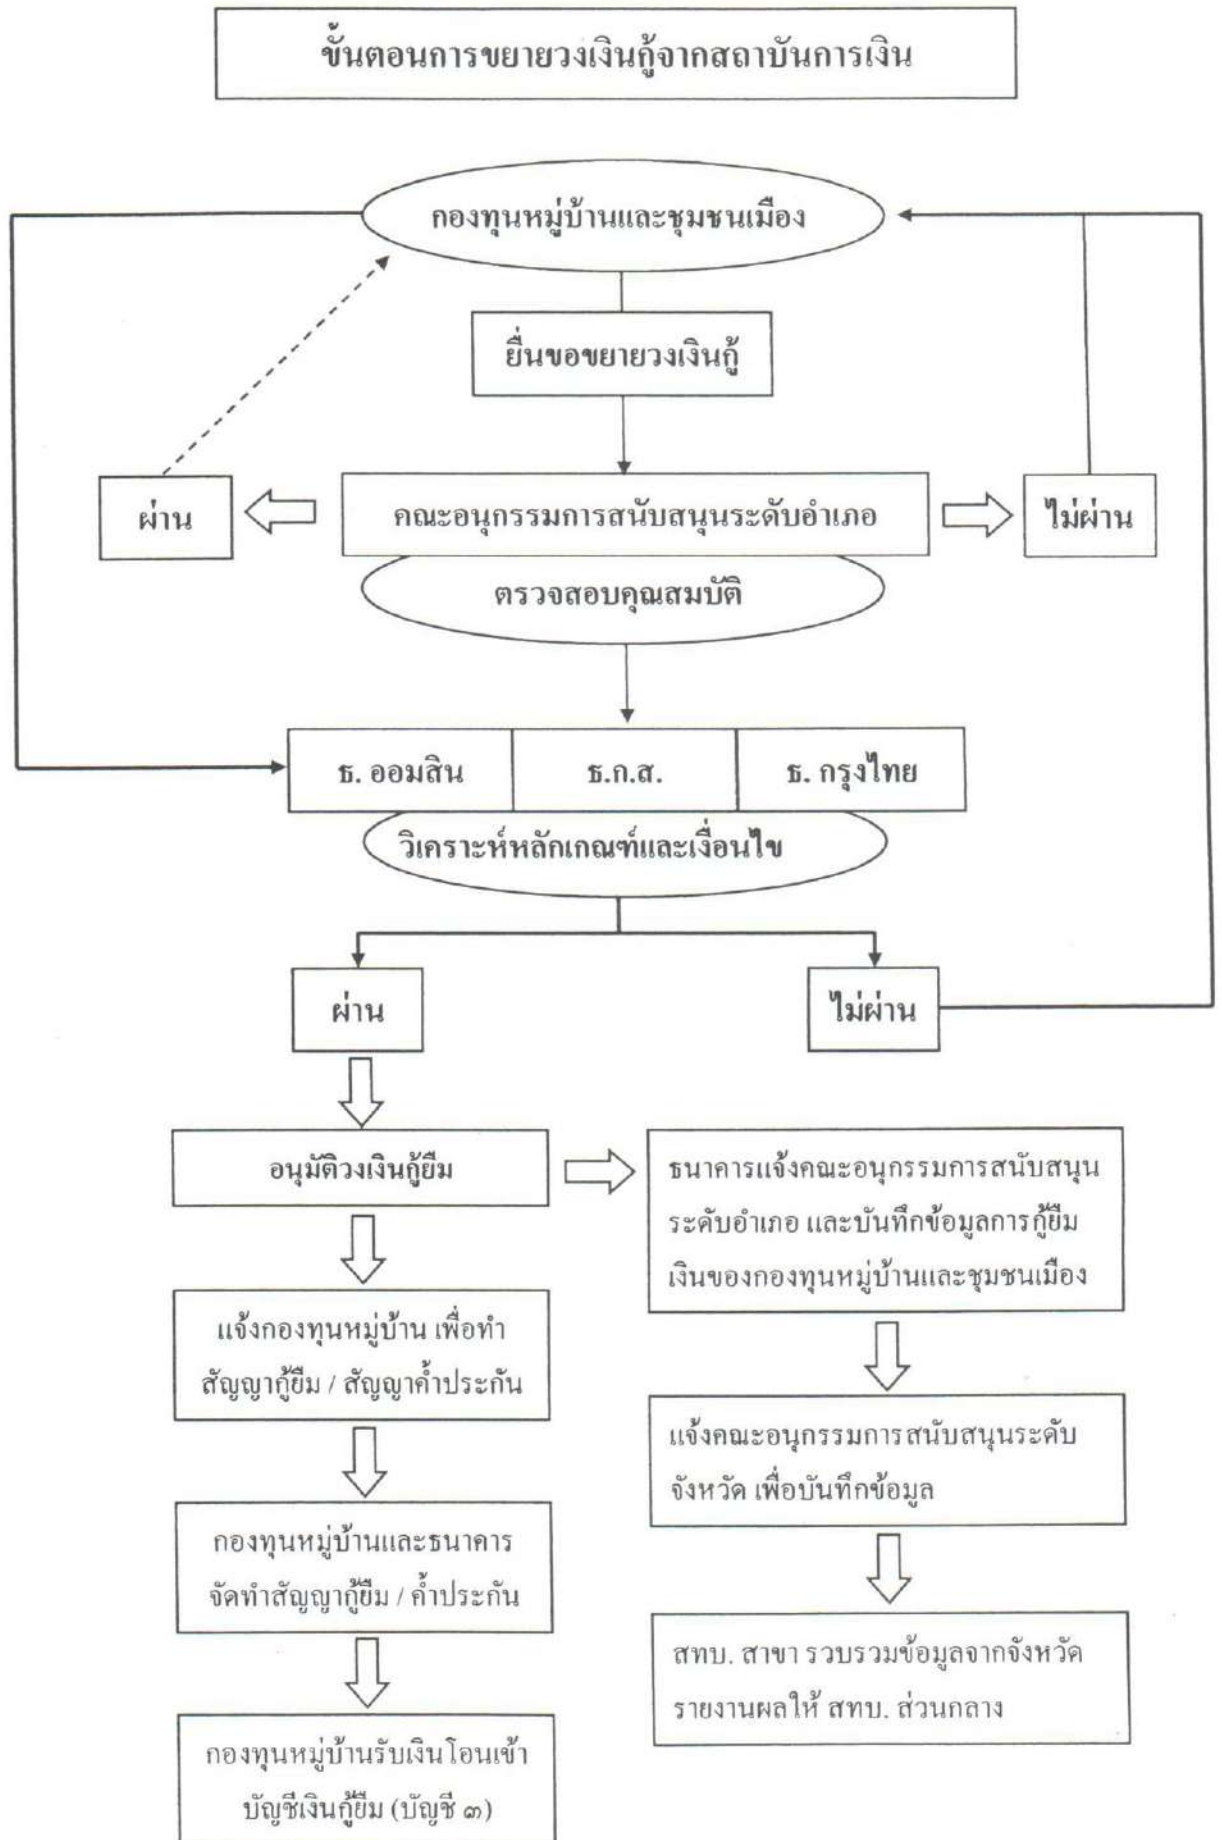 ขั้นตอนการขยายวงเงินกู้จากสถาบันการเงิน
กองทุนหมู่บ้านและชุมชนเมือง
ยื่นขอขยายวงเงินกู้
ผ่าน
คณะอนุกรรมการสนับสนุนระดับอำเภอ
ไม่ผ่าน
ตรวจสอบคุณสมบัติ
ธ. ออมสิน
ธ.ก.ส.
ธ. กรุงไทย
วิเคราะห์หลักเกณฑ์และเงื่อนไข
ผ่าน
ไม่ผ่าน
อนุมัติวงเงินกู้ยืม
แจ้งกองทุนหมู่บ้าน เพื่อทำ
สัญญากู้ยืม / สัญญาค้ำประกัน
กองทุนหมู่บ้านและธนาคาร
จัดทำสัญญากู้ยืม / ค้ำประกัน
กองทุนหมู่บ้านรับเงินโอนเข้า
บัญชีเงินกู้ยืม (บัญชี ๓)
ธนาคารแจ้งคณะอนุกรรมการสนับสนุน
ระดับอำเภอ และบันทึกข้อมูลการกู้ยืม
เงินของกองทุนหมู่บ้านและชุมชนเมือง
แจ้งคณะอนุกรรมการสนับสนุนระดับ
จังหวัด เพื่อบันทึกข้อมูล
สทบ. สาขา รวบรวมข้อมูลจากจังหวัด
รายงานผลให้ สทบ. ส่วนกลาง